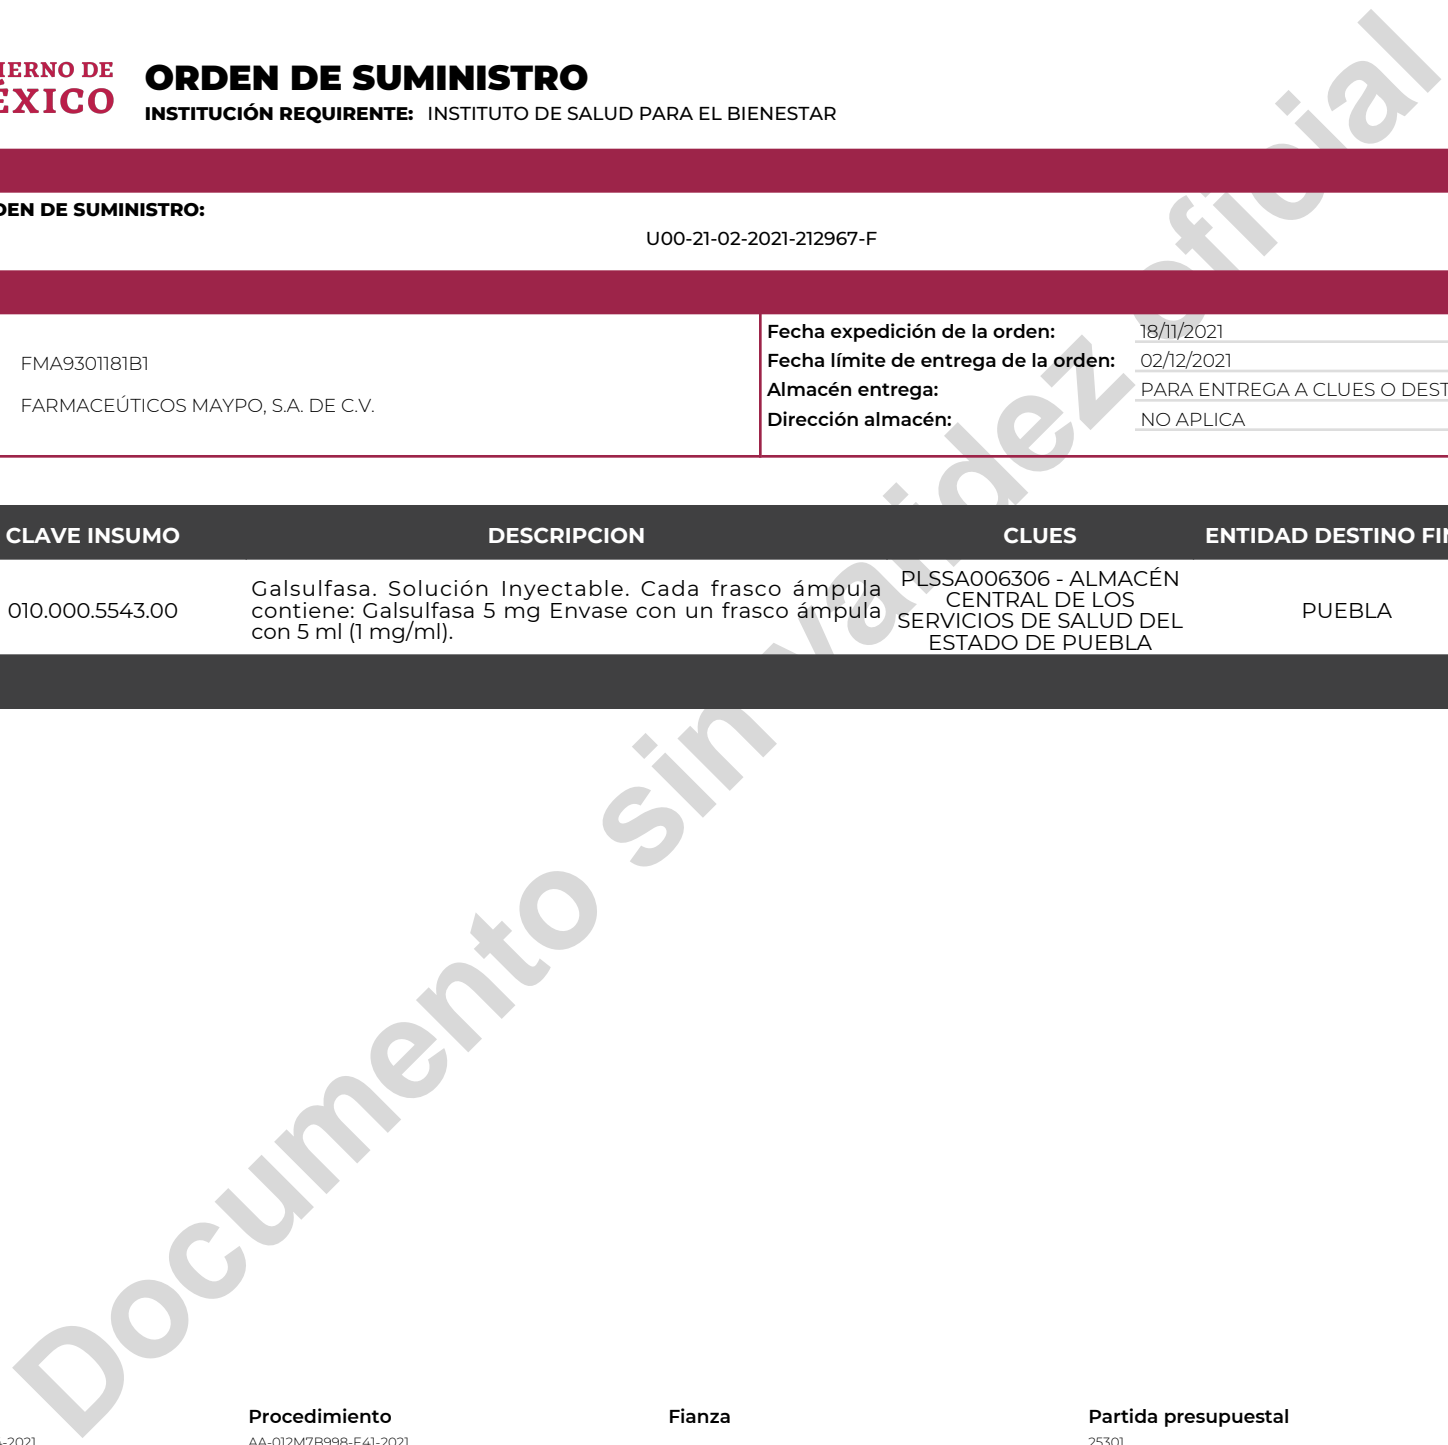 IERNO DE
ÉXICO
ORDEN DE SUMINISTRO
INSTITUCIÓN REQUIRENTE: INSTITUTO DE SALUD PARA EL BIENESTAR
DEN DE SUMINISTRO:
U00-21-02-2021-212967-F
FMA9301181B1
FARMACEÚTICOS MAYPO, S.A. DE C.V.
Fecha expedición de la orden: 18/11/2021
Fecha límite de entrega de la orden: 02/12/2021
Almacén entrega: PARA ENTREGA A CLUES O DEST
Dirección almacén: NO APLICA
CLAVE INSUMO DESCRIPCION CLUES ENTIDAD DESTINO FIN
010.000.5543.00
Galsulfasa. Solución Inyectable. Cada frasco ámpula
contiene: Galsulfasa 5 mg Envase con un frasco ámpula
con 5 ml (1 mg/ml).
PLSSA006306 - ALMACÉN
CENTRAL DE LOS
SERVICIOS DE SALUD DEL
ESTADO DE PUEBLA
PUEBLA
Documento sin validez oficial
Procedimiento Fianza Partida presupuestal
-2021 AA-012M7B998-E41-2021 25301